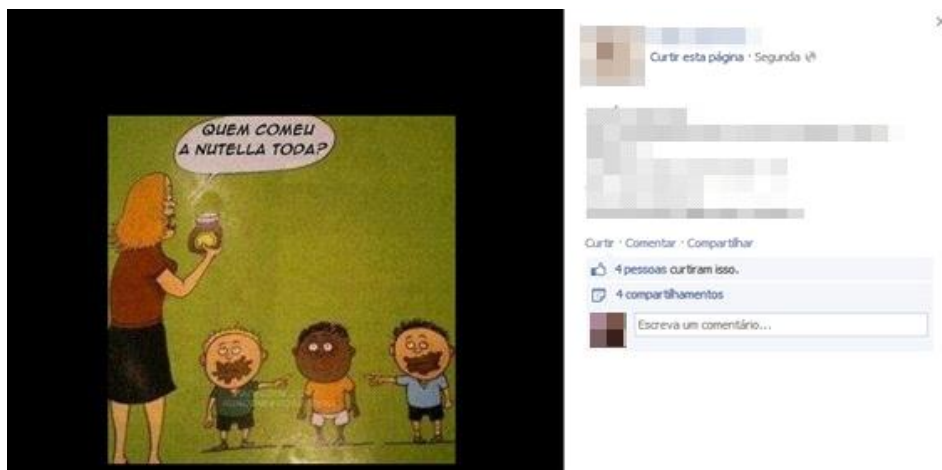 QUEM COMEU
A NUTELLA TODA?
Curtir esta página · Segunda
Curtir · Comentar · Compartilhar
4 pessoas curtiram isso.
4 compartilhamentos
Escreva um comentário...